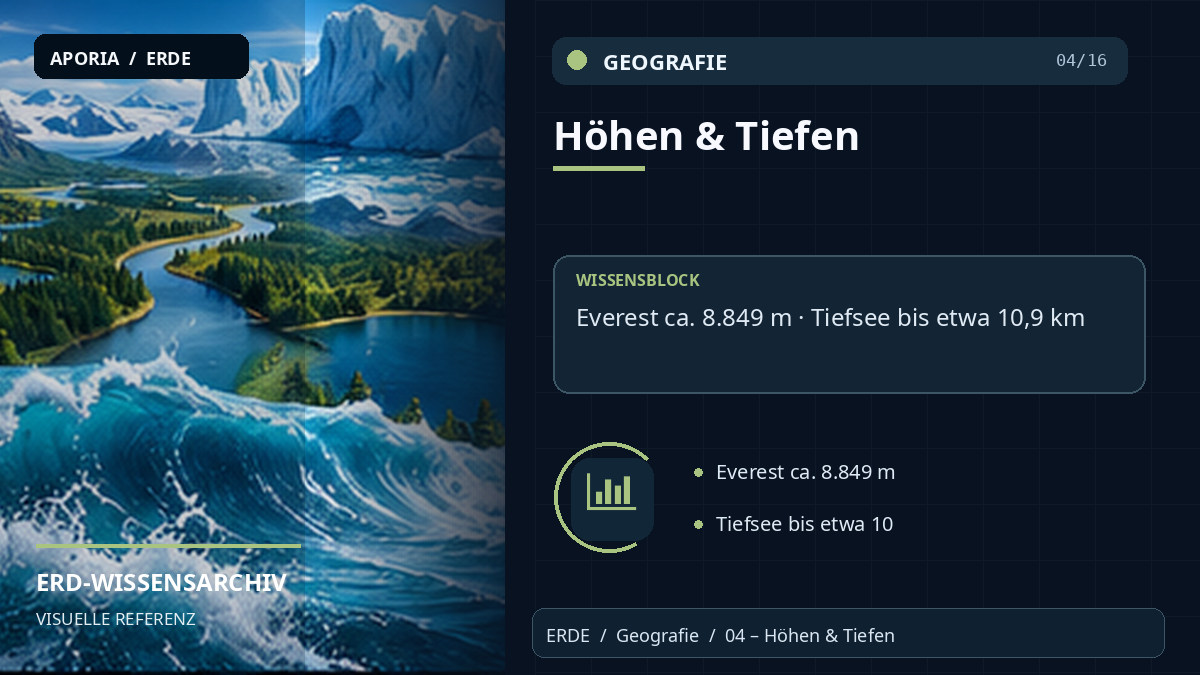 APORIA / ERDE
ERD-WISSENSARCHIV
VISUELLE REFERENZ
GEOGRAFIE
04/16
Höhen & Tiefen
WISSENSBLOCK
Everest ca. 8.849 m · Tiefsee bis etwa 10,9 km
Everest ca. 8.849 m
Tiefsee bis etwa 10
ERDE / Geografie / 04 – Höhen & Tiefen